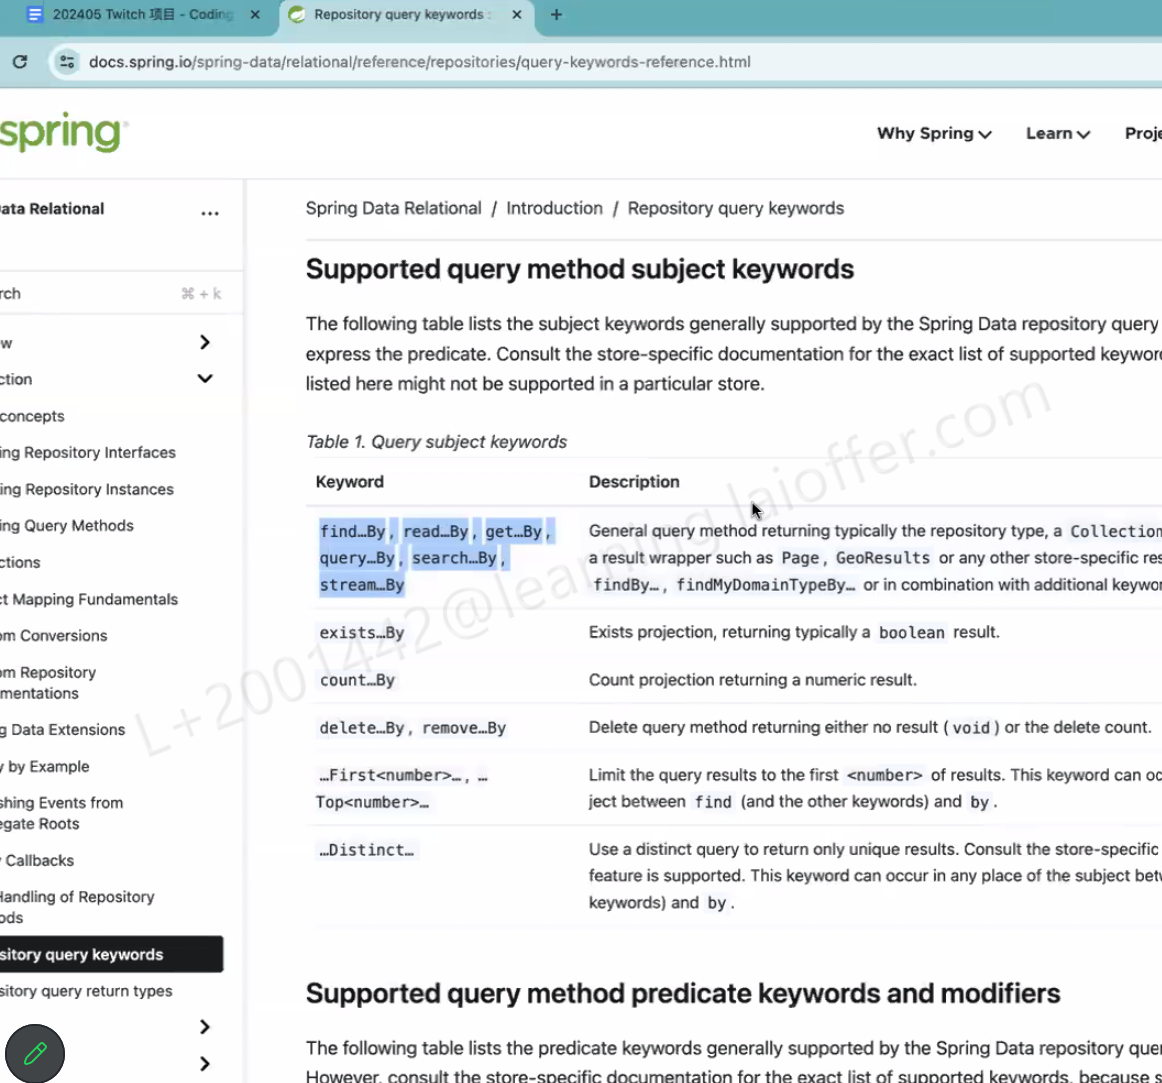 202405 Twitch 项目 - Coding
Repository query keywords :
docs.spring.io/spring-data/relational/reference/repositories/query-keywords-reference.html
spring
Why Spring
Learn
Proje
ata Relational
...
rch
⌘ + k
w
ction
concepts
ing Repository Interfaces
ing Repository Instances
ing Query Methods
ctions
ct Mapping Fundamentals
om Conversions
om Repository
mentations
g Data Extensions
y by Example
shing Events from
egate Roots
y Callbacks
Handling of Repository
ods
sitory query keywords
sitory query return types
Spring Data Relational / Introduction / Repository query keywords
Supported query method subject keywords
The following table lists the subject keywords generally supported by the Spring Data repository query
express the predicate. Consult the store-specific documentation for the exact list of supported keywor
listed here might not be supported in a particular store.
Table 1. Query subject keywords
Keyword
Description
find…By, read…By, get…By,
query…By, search…By,
stream…By
General query method returning typically the repository type, a Collection
a result wrapper such as Page, GeoResults or any other store-specific res
findBy…, findMyDomainTypeBy… or in combination with additional keywor
exists…By
Exists projection, returning typically a boolean result.
count…By
Count projection returning a numeric result.
delete…By, remove…By
Delete query method returning either no result (void) or the delete count.
…First<number>…, …
Top<number>…
Limit the query results to the first <number> of results. This keyword can oc
ject between find (and the other keywords) and by.
…Distinct…
Use a distinct query to return only unique results. Consult the store-specific
feature is supported. This keyword can occur in any place of the subject betw
keywords) and by.
Supported query method predicate keywords and modifiers
The following table lists the predicate keywords generally supported by the Spring Data repository que
However, consult the store-specific documentation for the exact list of supported keywords, because s
L+2001442@learning.laioffer.com